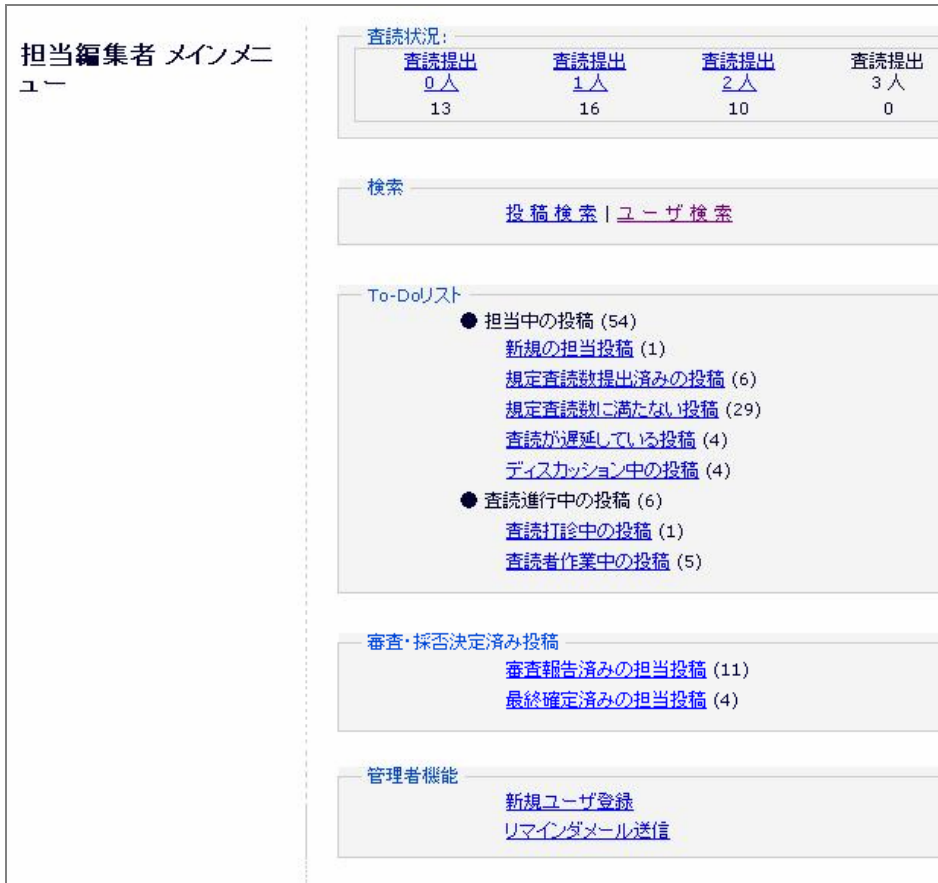 担当編集者 メインメニ
ュー
査読状況:
査読提出 査読提出 査読提出 査読提出
0人 1人 2人 3人
13 16 10 0
検索
投稿検索 | ユーザ検索
To-Doリスト
● 担当中の投稿 (54)
新規の担当投稿 (1)
規定査読数提出済みの投稿 (6)
規定査読数に満たない投稿 (29)
査読が遅延している投稿 (4)
ディスカッション中の投稿 (4)
● 査読進行中の投稿 (6)
査読打診中の投稿 (1)
査読者作業中の投稿 (5)
審査・採否決定済み投稿
審査報告済みの担当投稿 (11)
最終確定済みの担当投稿 (4)
管理者機能
新規ユーザ登録
リマインダメール送信